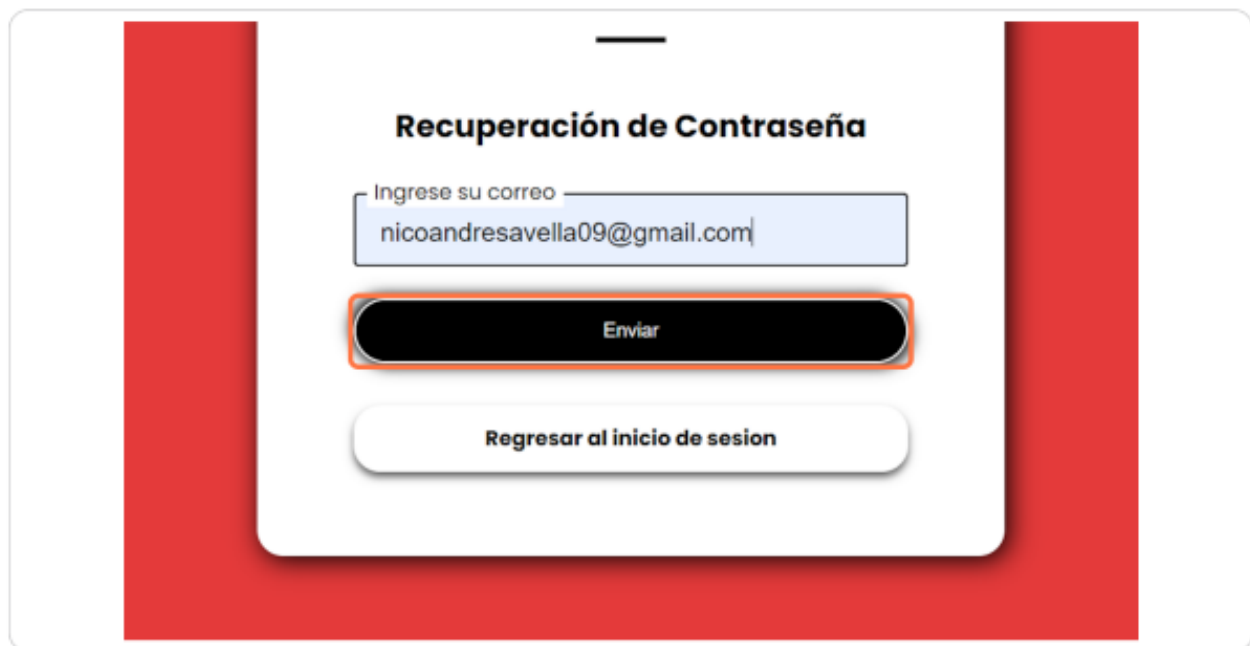 Recuperación de Contraseña
Ingrese su correo
nicoandresavella09@gmail.com
Enviar
Regresar al inicio de sesion